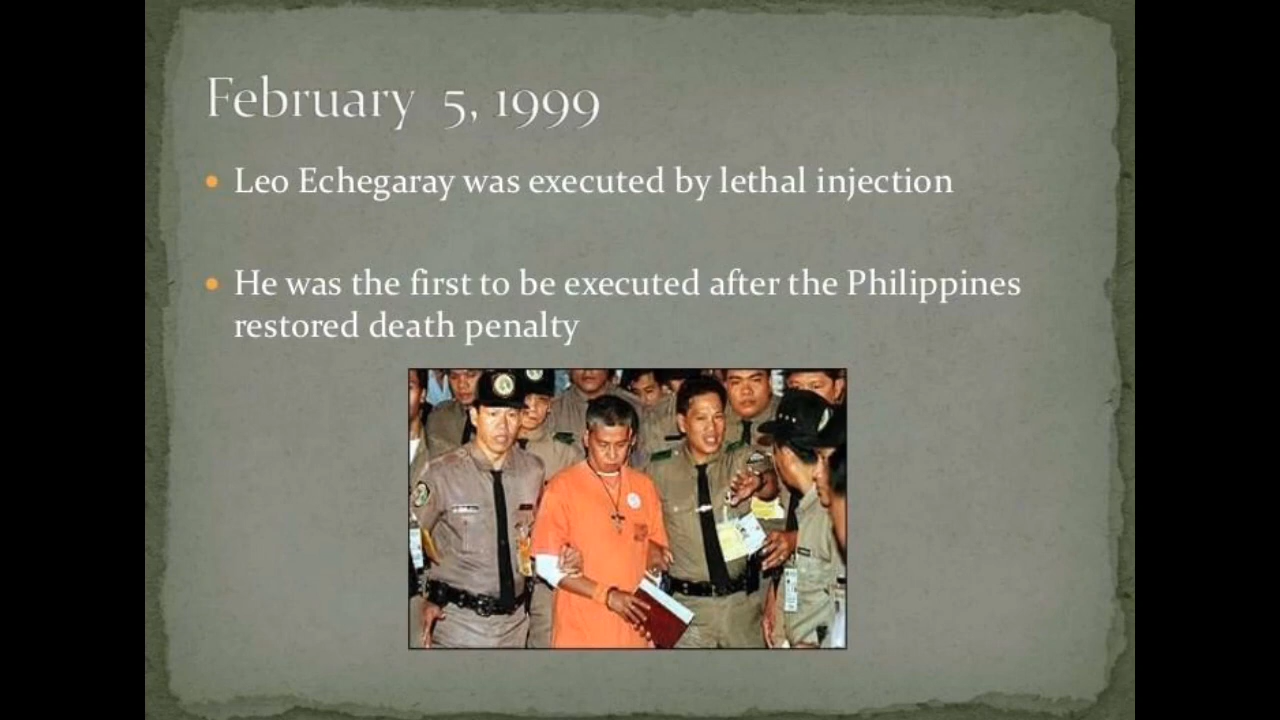 February 5, 1999
Leo Echegaray was executed by lethal injection
He was the first to be executed after the Philippines
restored death penalty